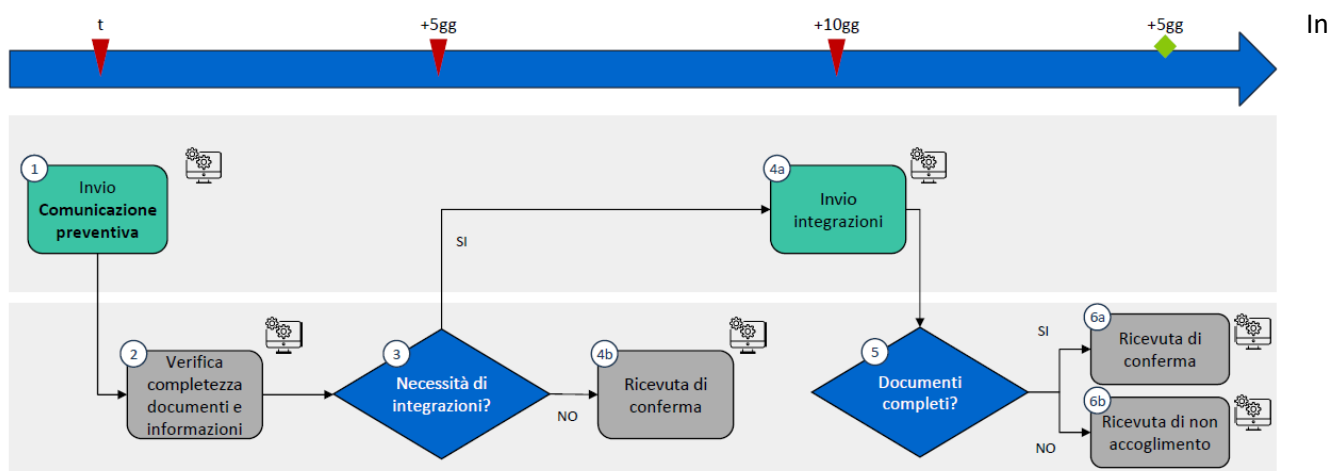 t
+5gg
+10gg
+5gg
In
1
Invio
Comunicazione
preventiva
4a
Invio
integrazioni
SI
2
Verifica
completezza
documenti e
informazioni
3
Necessità di
integrazioni?
NO
4b
Ricevuta di
conferma
5
Documenti
completi?
SI
NO
6a
Ricevuta di
conferma
6b
Ricevuta di non
accoglimento